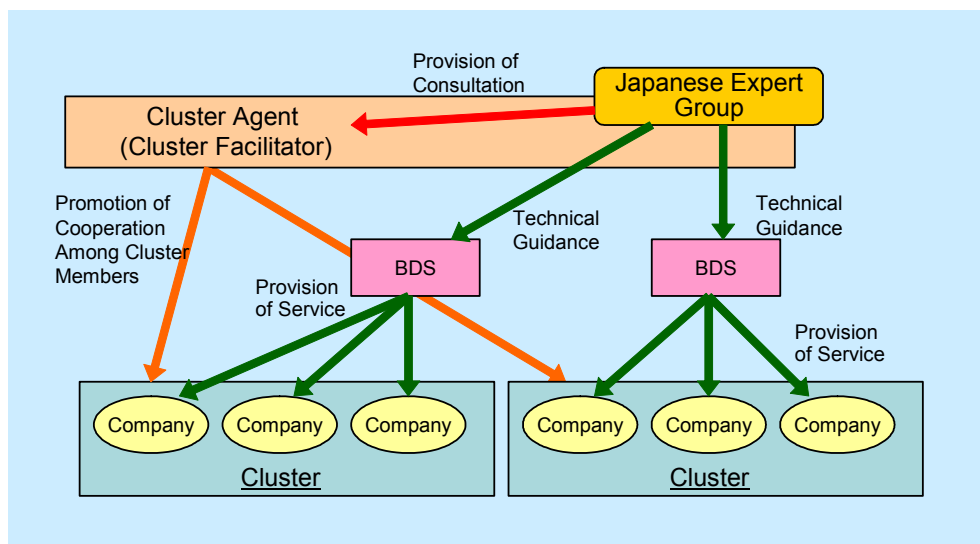 Provision of
Consultation
Japanese Expert
Group
Cluster Agent
(Cluster Facilitator)
Promotion of
Cooperation
Among Cluster
Members
Technical
Guidance
Technical
Guidance
BDS
BDS
Provision
of Service
Provision
of Service
Company
Company
Company
Cluster
Company
Company
Company
Cluster